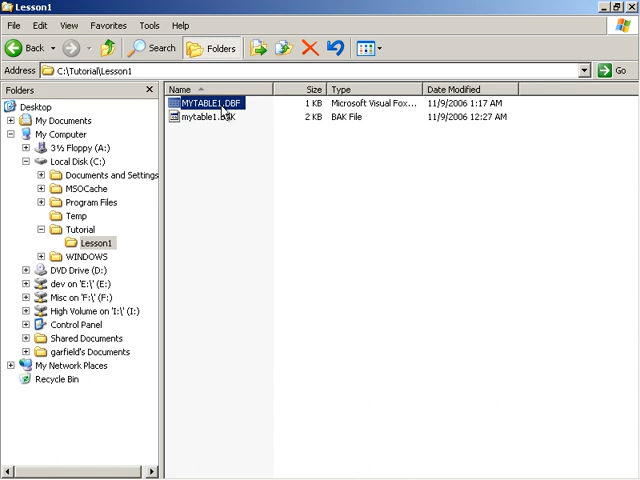 Lesson1
File Edit View Favorites Tools Help
Back Search Folders
Address C:\Tutorial\Lesson1 Go
Folders
Name Size Type Date Modified
MYTABLE1.DBF 1 KB Microsoft Visual Fox... 11/9/2006 1:17 AM
mytable1.BAK 2 KB BAK File 11/9/2006 12:27 AM
Desktop
My Documents
My Computer
3½ Floppy (A:)
Local Disk (C:)
Documents and Settings
MSOCache
Program Files
Temp
Tutorial
Lesson1
WINDOWS
DVD Drive (D:)
dev on 'E:\' (E:)
Misc on 'F:\' (F:)
High Volume on 'I:\' (I:)
Control Panel
Shared Documents
garfield's Documents
My Network Places
Recycle Bin